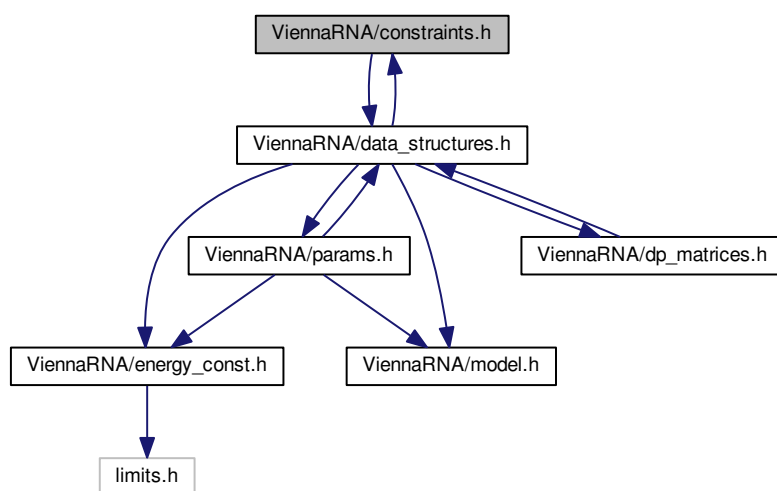 ViennaRNA/constraints.h
ViennaRNA/data_structures.h
ViennaRNA/params.h
ViennaRNA/dp_matrices.h
ViennaRNA/energy_const.h
ViennaRNA/model.h
limits.h